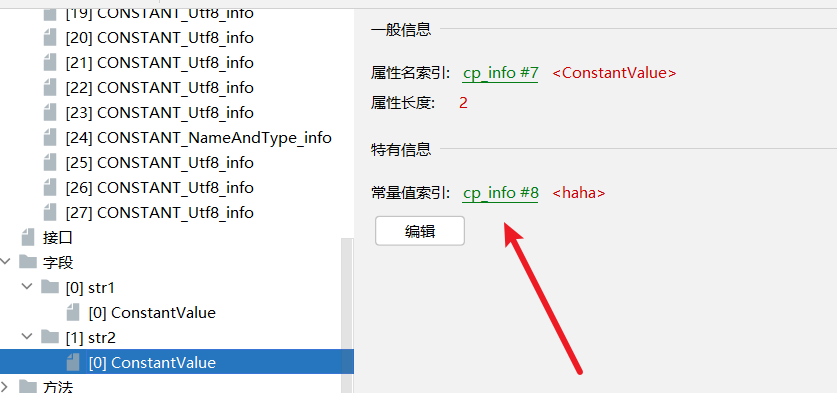 [19] CONSTANT_Utf8_info
[20] CONSTANT_Utf8_info
[21] CONSTANT_Utf8_info
[22] CONSTANT_Utf8_info
[23] CONSTANT_Utf8_info
[24] CONSTANT_NameAndType_info
[25] CONSTANT_Utf8_info
[26] CONSTANT_Utf8_info
[27] CONSTANT_Utf8_info
接口
字段
[0] str1
[0] ConstantValue
[1] str2
[0] ConstantValue
方法
一般信息
属性名索引: cp_info #7 <ConstantValue>
属性长度: 2
特有信息
常量值索引: cp_info #8 <haha>
编辑